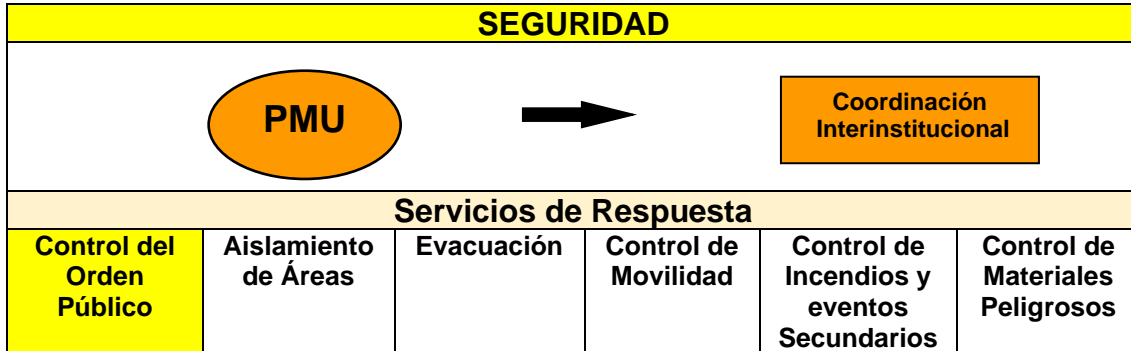 SEGURIDAD
PMU
Coordinación
Interinstitucional
Servicios de Respuesta
Control del
Orden
Público
Aislamiento
de Áreas
Evacuación
Control de
Movilidad
Control de
Incendios y
eventos
Secundarios
Control de
Materiales
Peligrosos